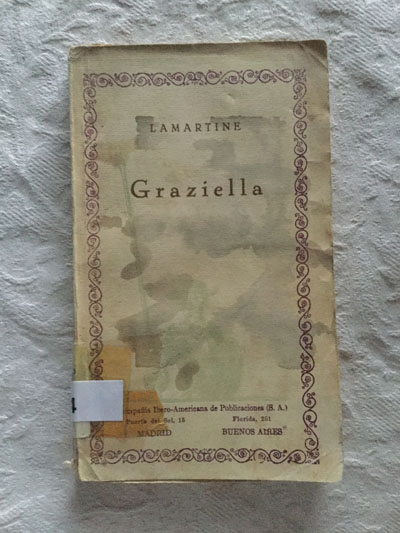 LAMARTINE
Graziella
Compañía Ibero-Americana de Publicaciones (S. A.)
Puerta del Sol, 15 Florida, 251
MADRID BUENOS AIRES